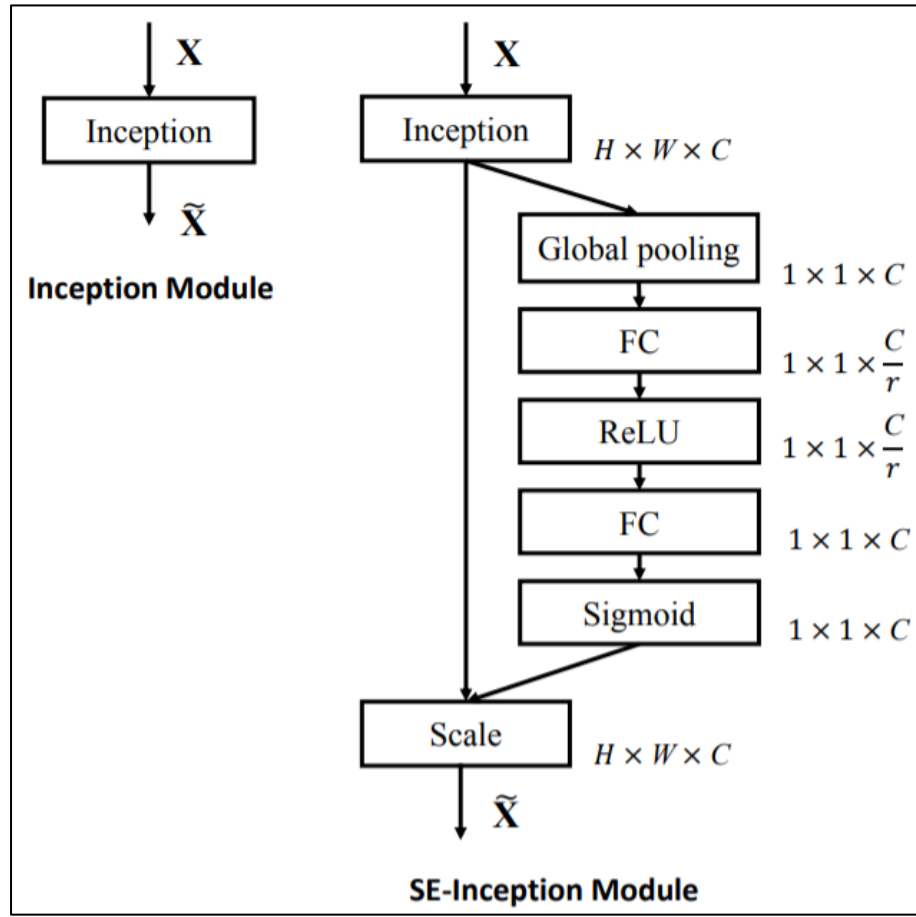 X
Inception
X̃
Inception Module
X
Inception
H × W × C
Global pooling
1 × 1 × C
FC
1 × 1 × C/r
ReLU
1 × 1 × C/r
FC
1 × 1 × C
Sigmoid
1 × 1 × C
Scale
H × W × C
X̃
SE-Inception Module